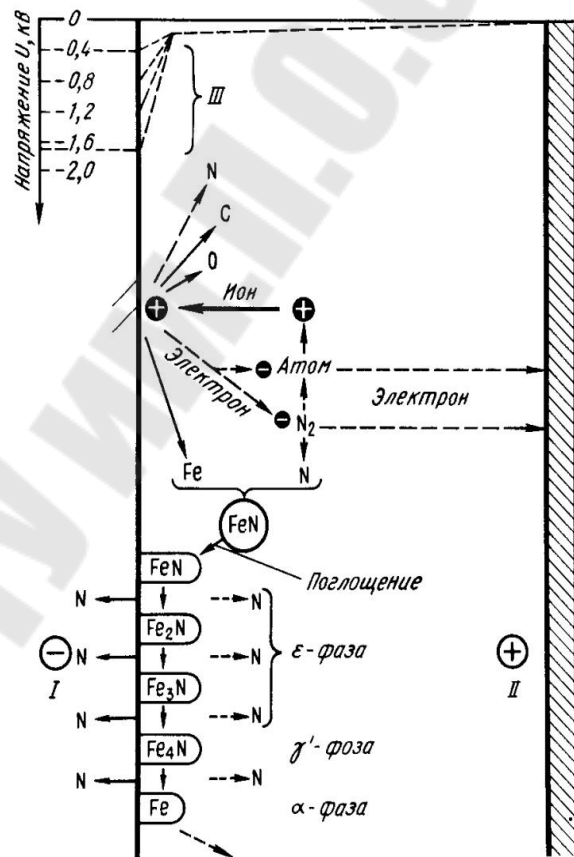 Напряжение U, кВ
0
-0,4
-0,8
-1,2
-1,6
-2,0
III
N
C
O
+
Ион
+
Электрон
- Атом
Электрон
- N₂
Fe
N
FeN
FeN
Поглощение
N
N
Fe₂N
−
I
N
N
ε-фаза
+
II
Fe₃N
N
N
Fe₄N
γ'-фоза
N
N
Fe
α-фаза